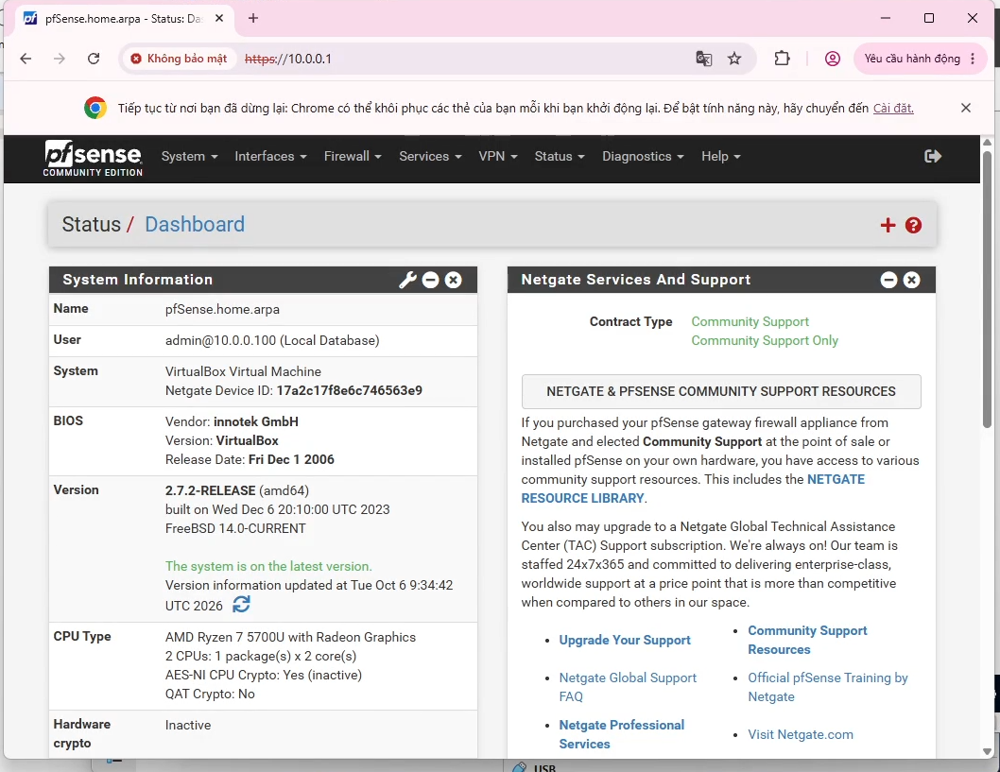 pfSense.home.arpa - Status: Da
Không bảo mật
https://10.0.0.1
Yêu cầu hành động
Tiếp tục từ nơi bạn đã dừng lại: Chrome có thể khôi phục các thẻ của bạn mỗi khi bạn khởi động lại. Để bật tính năng này, hãy chuyển đến Cài đặt.
pfsense
COMMUNITY EDITION
System
Interfaces
Firewall
Services
VPN
Status
Diagnostics
Help
Status / Dashboard
System Information
Name
pfSense.home.arpa
User
admin@10.0.0.100 (Local Database)
System
VirtualBox Virtual Machine
Netgate Device ID: 17a2c17f8e6c746563e9
BIOS
Vendor: innotek GmbH
Version: VirtualBox
Release Date: Fri Dec 1 2006
Version
2.7.2-RELEASE (amd64)
built on Wed Dec 6 20:10:00 UTC 2023
FreeBSD 14.0-CURRENT
The system is on the latest version.
Version information updated at Tue Oct 6 9:34:42
UTC 2026
CPU Type
AMD Ryzen 7 5700U with Radeon Graphics
2 CPUs: 1 package(s) x 2 core(s)
AES-NI CPU Crypto: Yes (inactive)
QAT Crypto: No
Hardware
crypto
Inactive
Netgate Services And Support
Contract Type
Community Support
Community Support Only
NETGATE & PFSENSE COMMUNITY SUPPORT RESOURCES
If you purchased your pfSense gateway firewall appliance from
Netgate and elected Community Support at the point of sale or
installed pfSense on your own hardware, you have access to various
community support resources. This includes the NETGATE
RESOURCE LIBRARY.
You also may upgrade to a Netgate Global Technical Assistance
Center (TAC) Support subscription. We're always on! Our team is
staffed 24x7x365 and committed to delivering enterprise-class,
worldwide support at a price point that is more than competitive
when compared to others in our space.
Upgrade Your Support
Community Support
Resources
Netgate Global Support
FAQ
Official pfSense Training by
Netgate
Netgate Professional
Services
Visit Netgate.com
USB